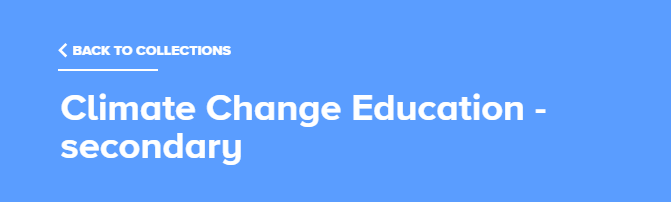 BACK TO COLLECTIONS
Climate Change Education -
secondary